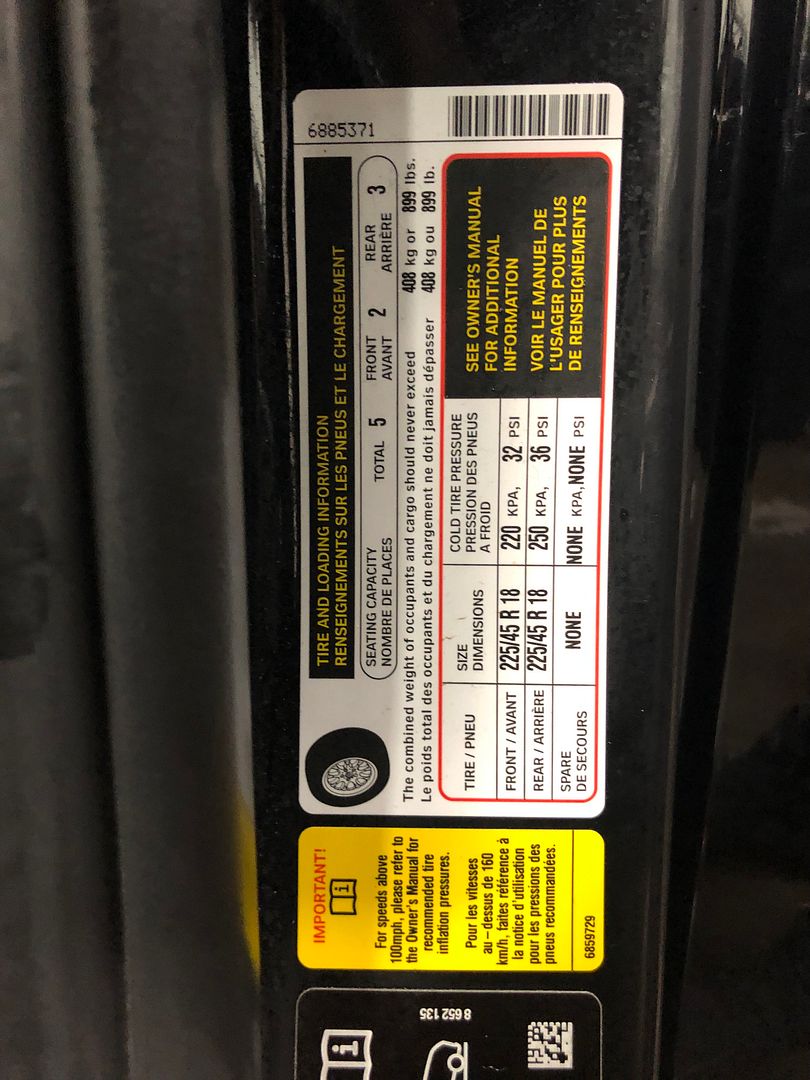 6885371
TIRE AND LOADING INFORMATION
RENSEIGNEMENTS SUR LES PNEUS ET LE CHARGEMENT
SEATING CAPACITY
NOMBRE DE PLACES
TOTAL 5
FRONT
AVANT 2
REAR
ARRIÈRE 3
The combined weight of occupants and cargo should never exceed 408 kg or 899 lbs.
Le poids total des occupants et du chargement ne doit jamais dépasser 408 kg ou 899 lb.
TIRE / PNEU
SIZE
DIMENSIONS
COLD TIRE PRESSURE
PRESSION DES PNEUS
A FROID
FRONT / AVANT 225/45 R 18 220 KPA, 32 PSI
REAR / ARRIÈRE 225/45 R 18 250 KPA, 36 PSI
SPARE
DE SECOURS NONE NONE KPA, NONE PSI
SEE OWNER'S MANUAL
FOR ADDITIONAL
INFORMATION
VOIR LE MANUEL DE
L'USAGER POUR PLUS
DE RENSEIGNEMENTS
IMPORTANT!
For speeds above
100mph, please refer to
the Owner's Manual for
recommended tire
inflation pressures.
Pour les vitesses
au – dessus de 160
km/h, faites référence à
la notice d'utilisation
pour les pressions des
pneus recommandées.
6859729
8 652 135